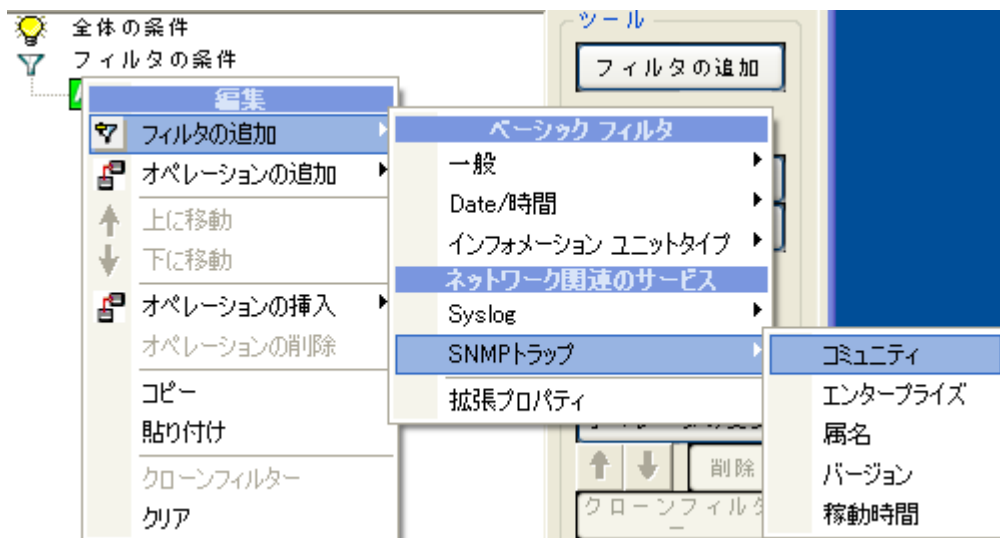 全体の条件
フィルタの条件
編集
フィルタの追加
オペレーションの追加
上に移動
下に移動
オペレーションの挿入
オペレーションの削除
コピー
貼り付け
クローンフィルター
クリア
ベーシック フィルタ
一般
Date/時間
インフォメーション ユニットタイプ
ネットワーク関連のサービス
Syslog
SNMPトラップ
拡張プロパティ
コミュニティ
エンタープライズ
属名
バージョン
稼動時間
ツール
フィルタの追加
削除
クローンフィルタ
ー